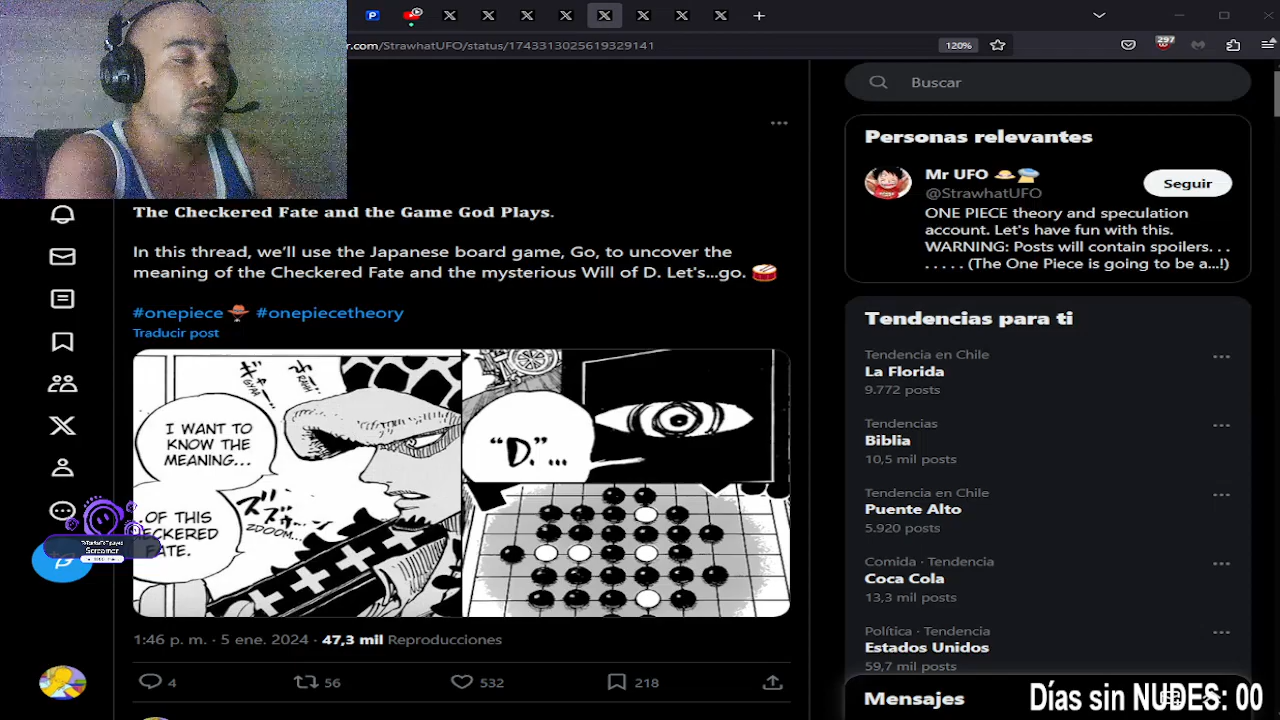 r.com/StrawhatUFO/status/1743313025619329141
120%
297
Buscar
The Checkered Fate and the Game God Plays.
In this thread, we’ll use the Japanese board game, Go, to uncover the
meaning of the Checkered Fate and the mysterious Will of D. Let's...go. 🥁
#onepiece #onepiecetheory
Traducir post
I WANT TO
KNOW THE
MEANING...
...OF THIS
CHECKERED
FATE.
GYAA
ZDOOM...
“D.”...
1:46 p. m. · 5 ene. 2024 · 47,3 mil Reproducciones
4
56
532
218
Personas relevantes
Mr UFO
@StrawhatUFO
Seguir
ONE PIECE theory and speculation
account. Let's have fun with this.
WARNING: Posts will contain spoilers. . .
. . . . . (The One Piece is going to be a...!)
Tendencias para ti
Tendencia en Chile
La Florida
9.772 posts
Tendencias
Biblia
10,5 mil posts
Tendencia en Chile
Puente Alto
5.920 posts
Comida · Tendencia
Coca Cola
13,3 mil posts
Política · Tendencia
Estados Unidos
59,7 mil posts
Mensajes
Días sin NUDES: 00
Screamer